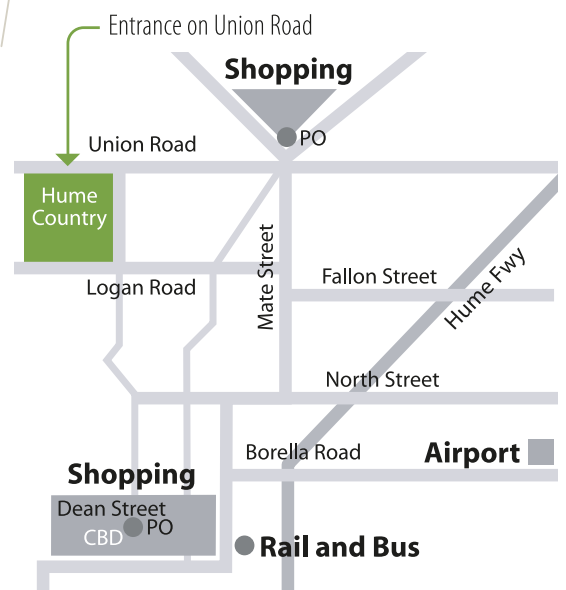 Entrance on Union Road
Shopping
PO
Union Road
Hume
Country
Mate Street
Fallon Street
Logan Road
Hume Fwy
North Street
Borella Road
Airport
Shopping
Dean Street
PO
CBD
Rail and Bus